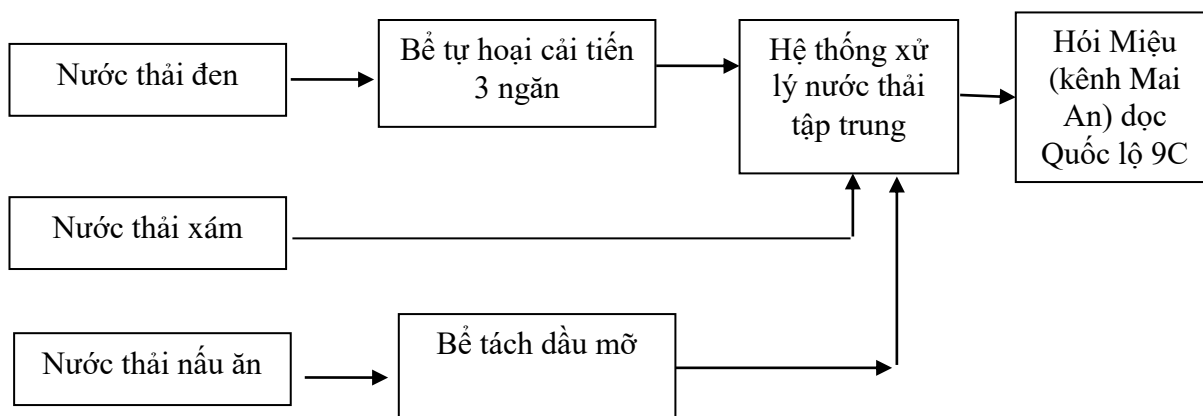 Nước thải đen
Bể tự hoại cải tiến
3 ngăn
Hệ thống xử
lý nước thải
tập trung
Hói Miệu
(kênh Mai
An) dọc
Quốc lộ 9C
Nước thải xám
Nước thải nấu ăn
Bể tách dầu mỡ